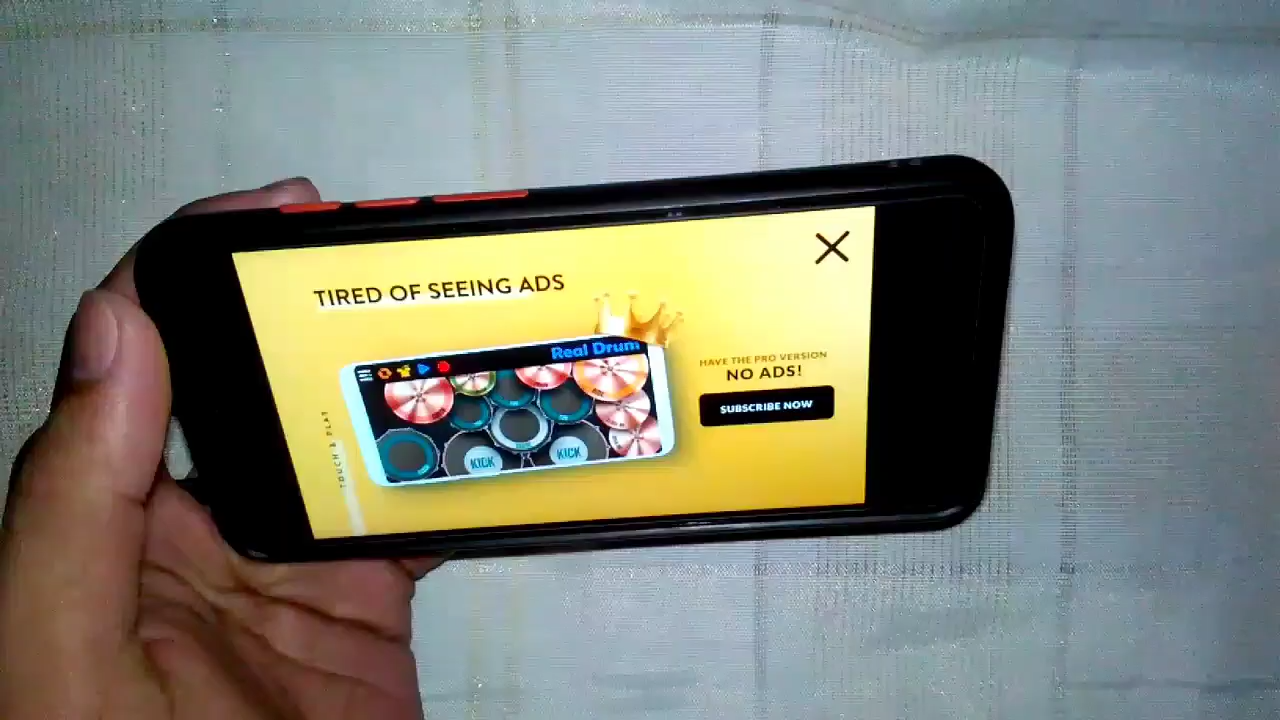 TIRED OF SEEING ADS
Real Drum
HAVE THE PRO VERSION
NO ADS!
SUBSCRIBE NOW
TOUCH & PLAY
KICK
KICK